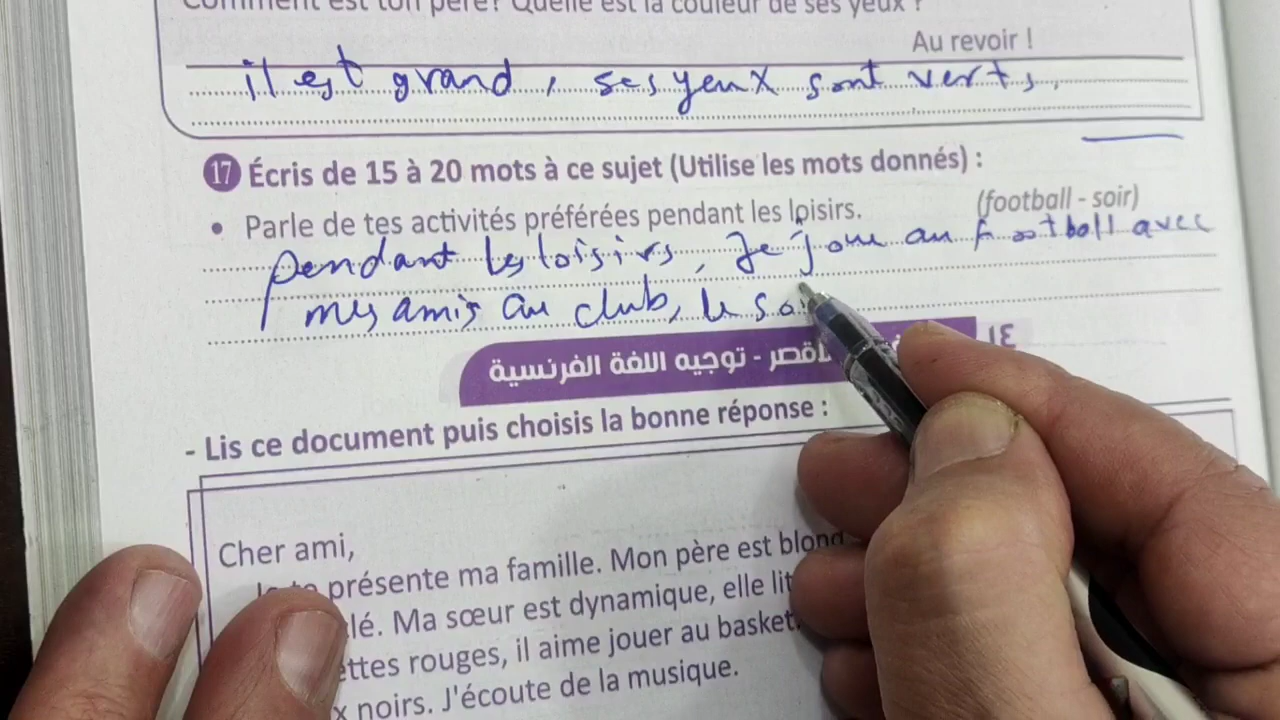 Comment est ton père? Quelle est la couleur de ses yeux ?
Au revoir !
il est grand, ses yeux sont verts.
17 Écris de 15 à 20 mots à ce sujet (Utilise les mots donnés) :
• Parle de tes activités préférées pendant les loisirs. (football - soir)
pendant les loisirs, Je joue au football avec
mes amis au club, le soi
١٤
الأقصر - توجيه اللغة الفرنسية
- Lis ce document puis choisis la bonne réponse :
Cher ami,
présente ma famille. Mon père est blond
Ma sœur est dynamique, elle lit
rouges, il aime jouer au basket.
noirs. J'écoute de la musique.